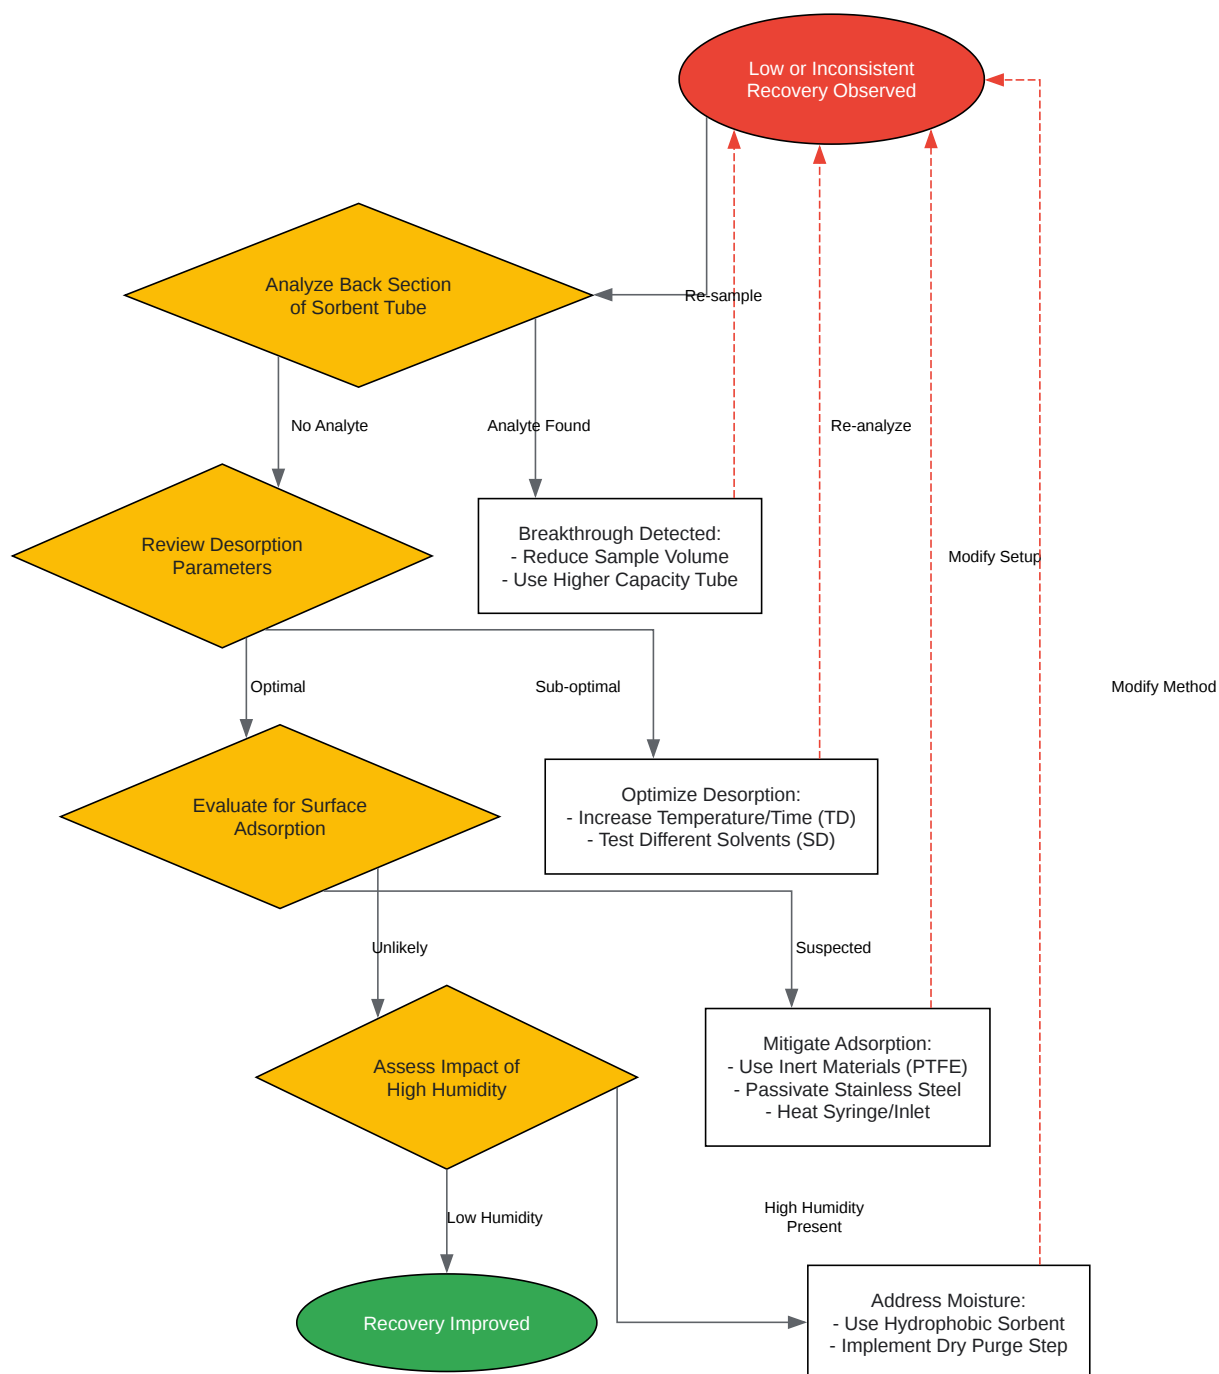 Low or Inconsistent
Recovery Observed
Analyze Back Section
of Sorbent Tube
Re-sample
No Analyte
Analyte Found
Re-analyze
Review Desorption
Parameters
Breakthrough Detected:
- Reduce Sample Volume
- Use Higher Capacity Tube
Modify Setup
Optimal
Sub-optimal
Modify Method
Evaluate for Surface
Adsorption
Optimize Desorption:
- Increase Temperature/Time (TD)
- Test Different Solvents (SD)
Unlikely
Suspected
Assess Impact of
High Humidity
Mitigate Adsorption:
- Use Inert Materials (PTFE)
- Passivate Stainless Steel
- Heat Syringe/Inlet
Low Humidity
High Humidity
Present
Recovery Improved
Address Moisture:
- Use Hydrophobic Sorbent
- Implement Dry Purge Step